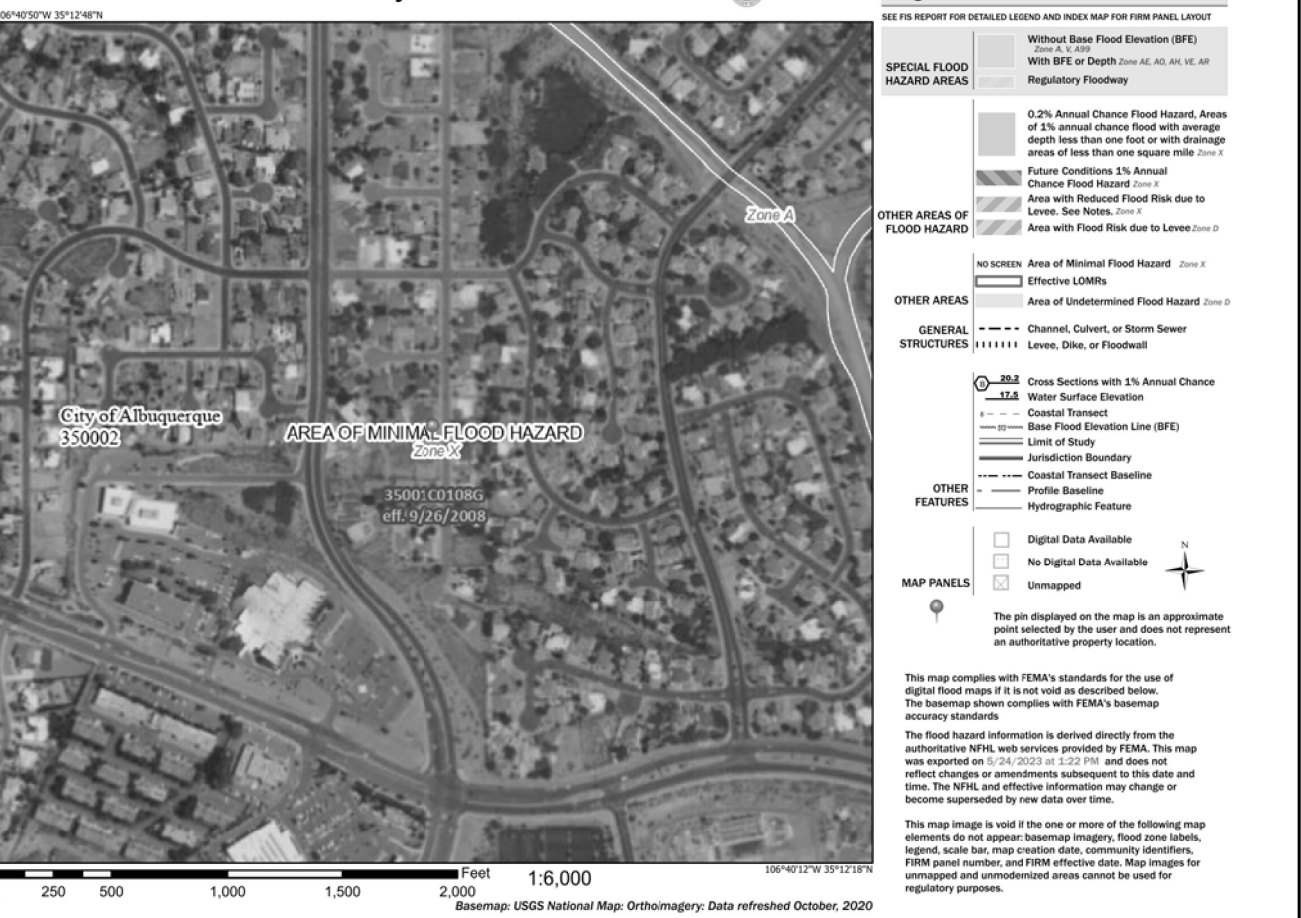 06°40'50"W 35°12'48"N
SEE FIS REPORT FOR DETAILED LEGEND AND INDEX MAP FOR FIRM PANEL LAYOUT
SPECIAL FLOOD
HAZARD AREAS
Without Base Flood Elevation (BFE)
Zone A, V, A99
With BFE or Depth Zone AE, AO, AH, VE, AR
Regulatory Floodway
0.2% Annual Chance Flood Hazard, Areas
of 1% annual chance flood with average
depth less than one foot or with drainage
areas of less than one square mile Zone X
Future Conditions 1% Annual
Chance Flood Hazard Zone X
Area with Reduced Flood Risk due to
Levee. See Notes. Zone X
Area with Flood Risk due to Levee Zone D
OTHER AREAS OF
FLOOD HAZARD
NO SCREEN Area of Minimal Flood Hazard Zone X
Effective LOMRs
OTHER AREAS
Area of Undetermined Flood Hazard Zone D
GENERAL
STRUCTURES
Channel, Culvert, or Storm Sewer
Levee, Dike, or Floodwall
B 20.2 Cross Sections with 1% Annual Chance
17.5 Water Surface Elevation
8 Coastal Transect
513 Base Flood Elevation Line (BFE)
Limit of Study
Jurisdiction Boundary
Coastal Transect Baseline
OTHER
FEATURES
Profile Baseline
Hydrographic Feature
Digital Data Available
No Digital Data Available
Unmapped
MAP PANELS
N
The pin displayed on the map is an approximate
point selected by the user and does not represent
an authoritative property location.
This map complies with FEMA's standards for the use of
digital flood maps if it is not void as described below.
The basemap shown complies with FEMA's basemap
accuracy standards
The flood hazard information is derived directly from the
authoritative NFHL web services provided by FEMA. This map
was exported on 5/24/2023 at 1:22 PM and does not
reflect changes or amendments subsequent to this date and
time. The NFHL and effective information may change or
become superseded by new data over time.
This map image is void if the one or more of the following map
elements do not appear: basemap imagery, flood zone labels,
legend, scale bar, map creation date, community identifiers,
FIRM panel number, and FIRM effective date. Map images for
unmapped and unmodernized areas cannot be used for
regulatory purposes.
Zone A
City of Albuquerque
350002
AREA OF MINIMAL FLOOD HAZARD
Zone X
35001C0108G
eff. 9/26/2008
106°40'12"W 35°12'18"N
Feet
1:6,000
250 500 1,000 1,500 2,000
Basemap: USGS National Map: Orthoimagery: Data refreshed October, 2020